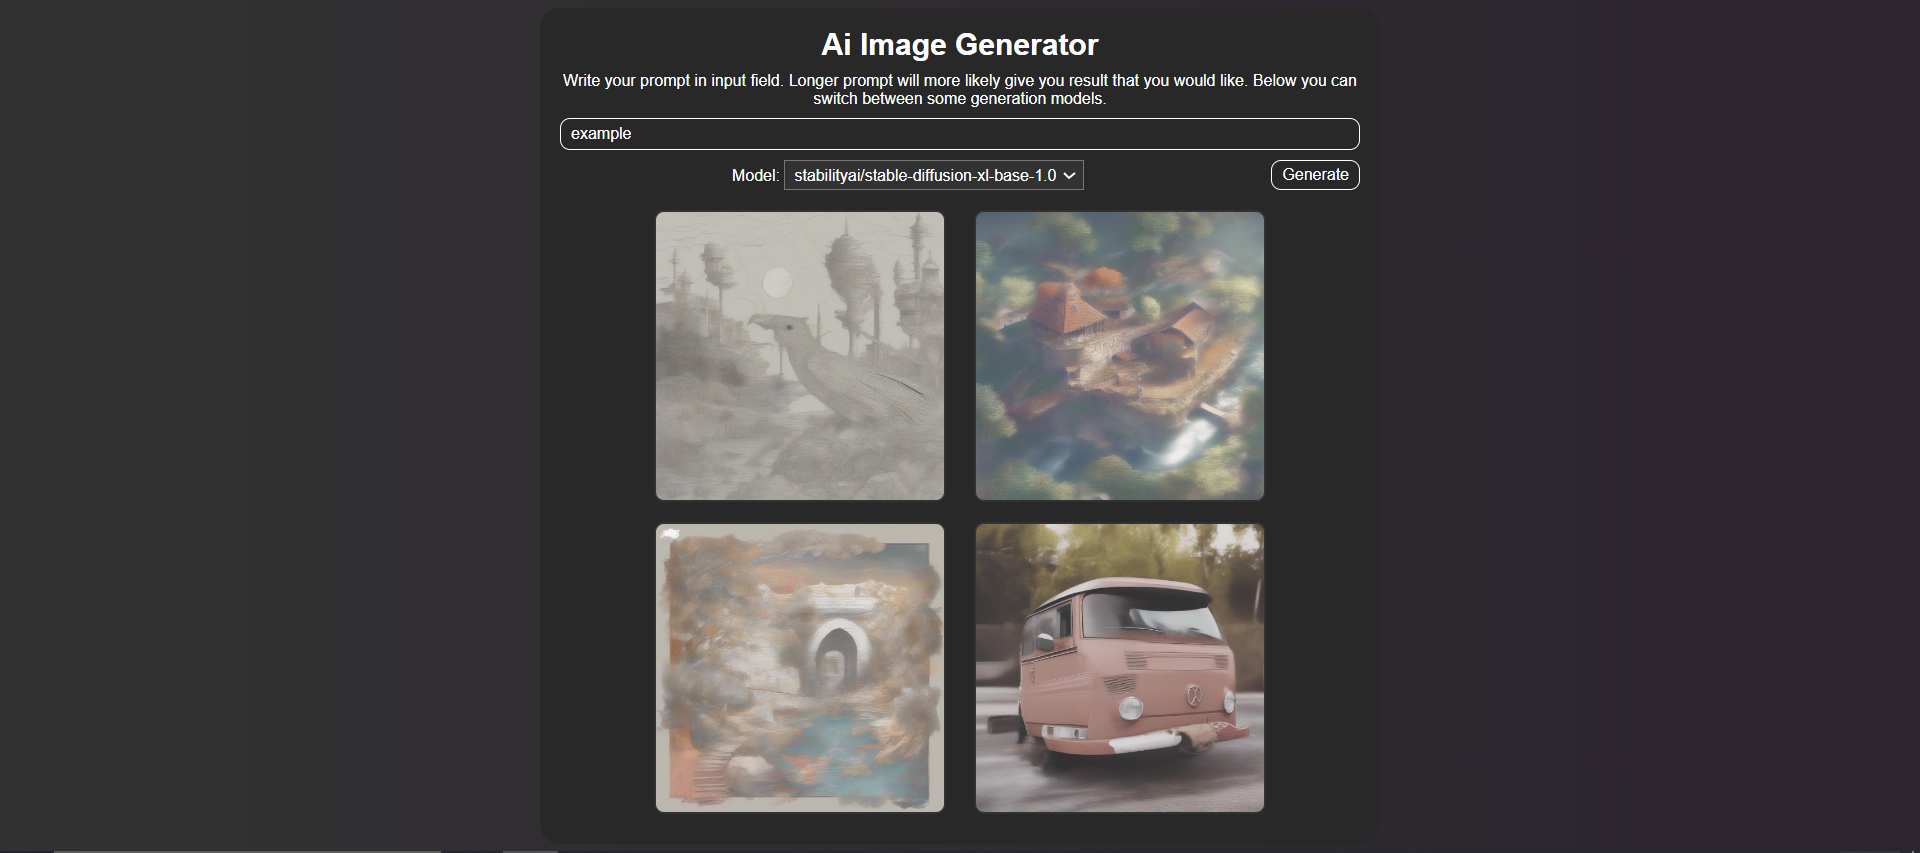 Ai Image Generator
Write your prompt in input field. Longer prompt will more likely give you result that you would like. Below you can
switch between some generation models.
example
Model: stabilityai/stable-diffusion-xl-base-1.0 Generate